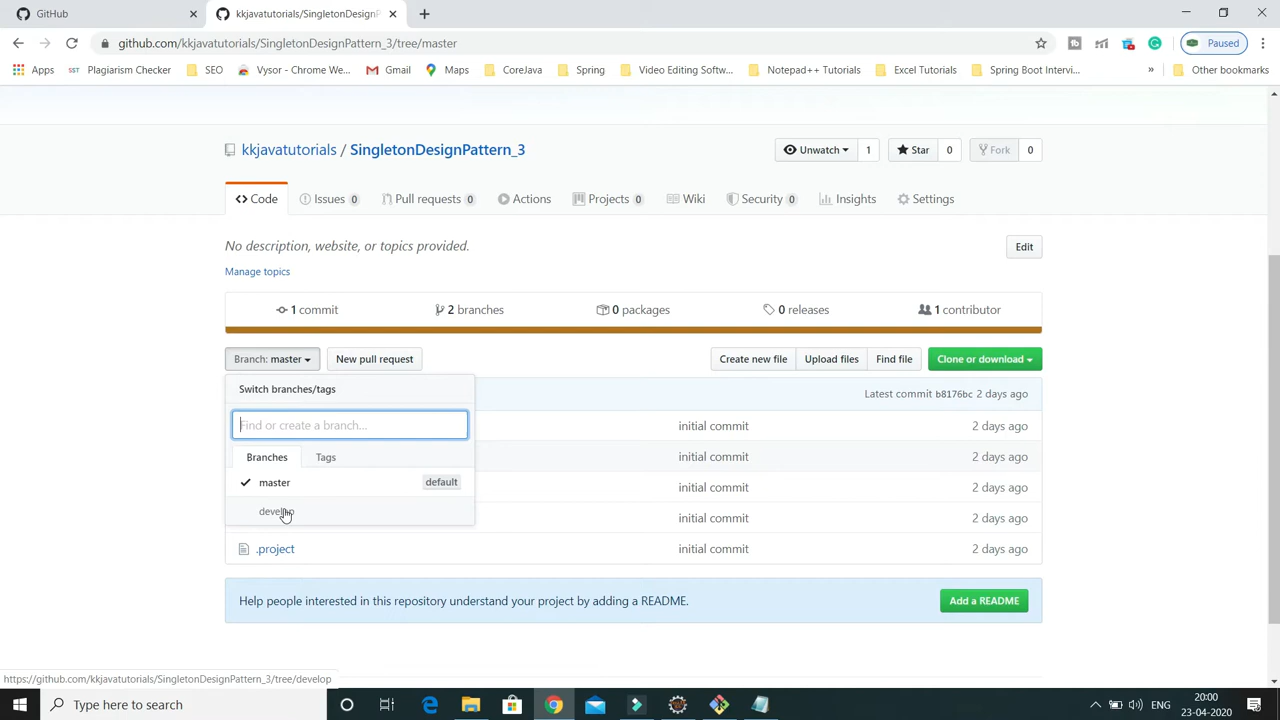 GitHub
kkjavatutorials/SingletonDesignP
github.com/kkjavatutorials/SingletonDesignPattern_3/tree/master
Paused
Apps
SST Plagiarism Checker
SEO
Vysor - Chrome We...
Gmail
Maps
CoreJava
Spring
Video Editing Softw...
Notepad++ Tutorials
Excel Tutorials
Spring Boot Intervi...
»
Other bookmarks
kkjavatutorials / SingletonDesignPattern_3
Unwatch 1
Star 0
Fork 0
Code
Issues 0
Pull requests 0
Actions
Projects 0
Wiki
Security 0
Insights
Settings
No description, website, or topics provided.
Edit
Manage topics
1 commit
2 branches
0 packages
0 releases
1 contributor
Branch: master
New pull request
Create new file
Upload files
Find file
Clone or download
Switch branches/tags
Latest commit b8176bc 2 days ago
Find or create a branch...
initial commit 2 days ago
Branches Tags
initial commit 2 days ago
master default
initial commit 2 days ago
develop
initial commit 2 days ago
.project initial commit 2 days ago
Help people interested in this repository understand your project by adding a README.
Add a README
https://github.com/kkjavatutorials/SingletonDesignPattern_3/tree/develop
Type here to search
ENG
20:00
23-04-2020